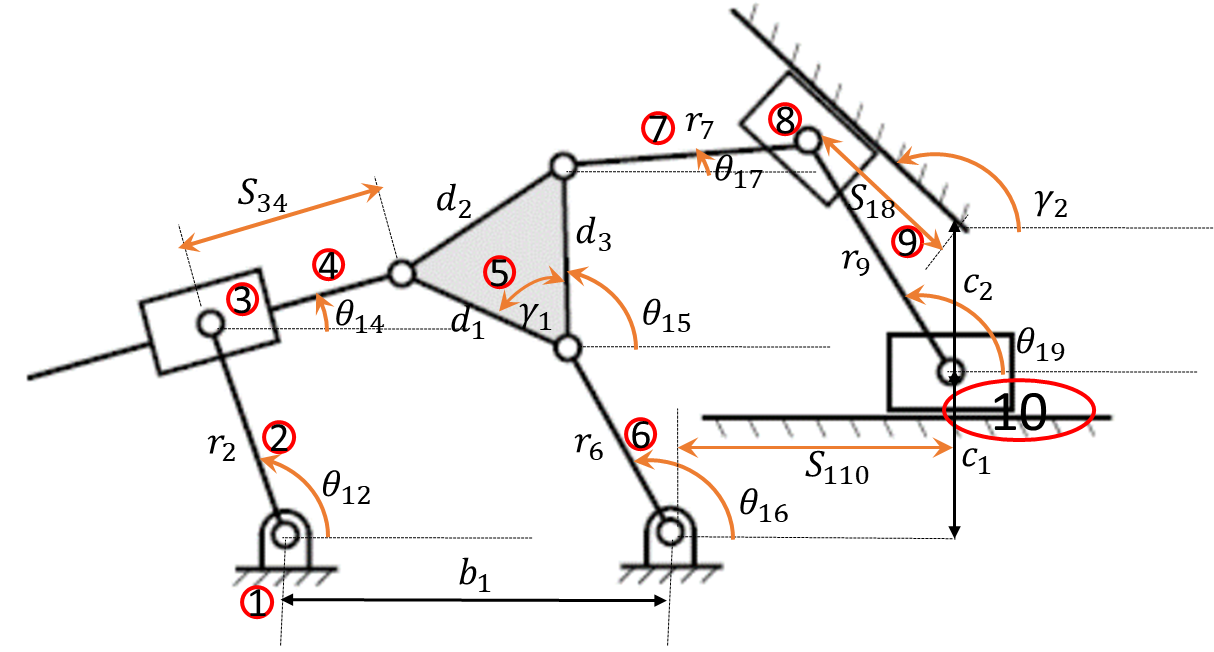 ⑦ r₇
⑧
θ₁₇
S₃₄
d₂
S₁₈
γ₂
d₃
⑨
④
⑤
r₉
c₂
③
θ₁₄
d₁
γ₁
θ₁₅
θ₁₉
10
r₂
②
r₆
⑥
S₁₁₀
c₁
θ₁₂
θ₁₆
b₁
①